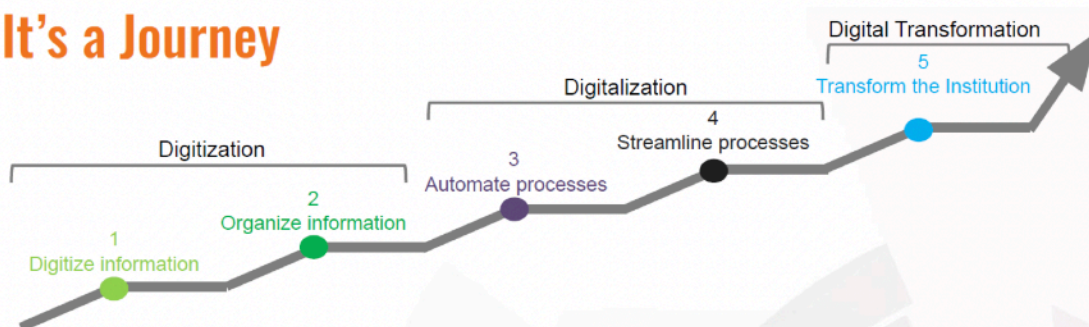 It's a Journey
Digitization
1
Digitize information
2
Organize information
Digitalization
3
Automate processes
4
Streamline processes
Digital Transformation
5
Transform the Institution